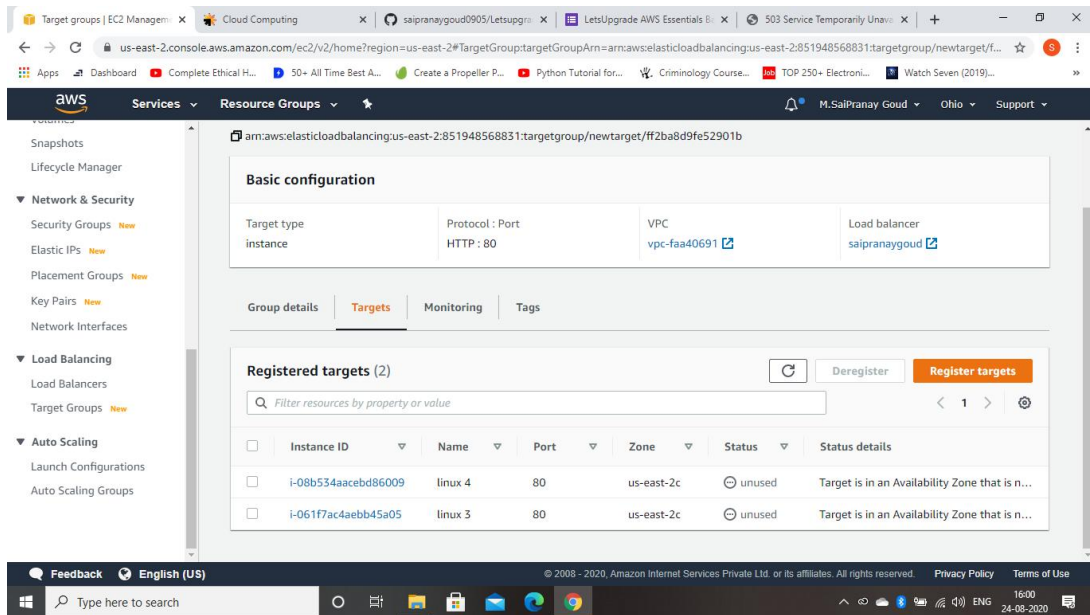 Target groups | EC2 Managem
Cloud Computing
saipranaygoud0905/Letsupgra
LetsUpgrade AWS Essentials B
503 Service Temporarily Unava
us-east-2.console.aws.amazon.com/ec2/v2/home?region=us-east-2#TargetGroup:targetGroupArn=arn:aws:elasticloadbalancing:us-east-2:851948568831:targetgroup/newtarget/f...
S
Apps
Dashboard
Complete Ethical H...
50+ All Time Best A...
Create a Propeller P...
Python Tutorial for...
Criminology Course...
Job
TOP 250+ Electroni...
Watch Seven (2019)...
»
aws
Services
Resource Groups
M.SaiPranay Goud
Ohio
Support
Volumes
Snapshots
Lifecycle Manager
Network & Security
Security Groups New
Elastic IPs New
Placement Groups New
Key Pairs New
Network Interfaces
Load Balancing
Load Balancers
Target Groups New
Auto Scaling
Launch Configurations
Auto Scaling Groups
arn:aws:elasticloadbalancing:us-east-2:851948568831:targetgroup/newtarget/ff2ba8d9fe52901b
Basic configuration
Target type
instance
Protocol : Port
HTTP : 80
VPC
vpc-faa40691
Load balancer
saipranaygoud
Group details
Targets
Monitoring
Tags
Registered targets (2)
Deregister
Register targets
Filter resources by property or value
1
Instance ID
Name
Port
Zone
Status
Status details
i-08b534aacebd86009
linux 4
80
us-east-2c
unused
Target is in an Availability Zone that is n...
i-061f7ac4aebb45a05
linux 3
80
us-east-2c
unused
Target is in an Availability Zone that is n...
Feedback
English (US)
© 2008 - 2020, Amazon Internet Services Private Ltd. or its affiliates. All rights reserved.
Privacy Policy
Terms of Use
Type here to search
ENG
16:00
24-08-2020